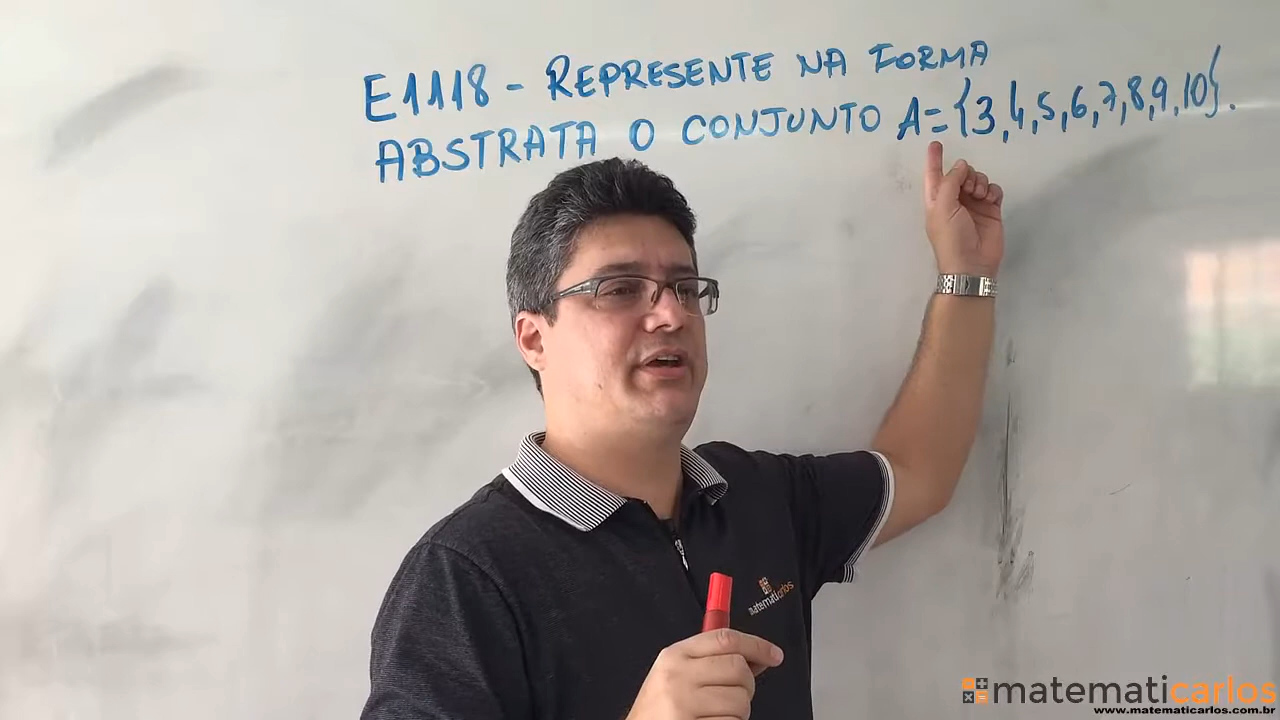 E1118 - REPRESENTE NA FORMA
ABSTRATA O CONJUNTO A={3,4,5,6,7,8,9,10}.
matematicarlos
matematicarlos
www.matematicarlos.com.br